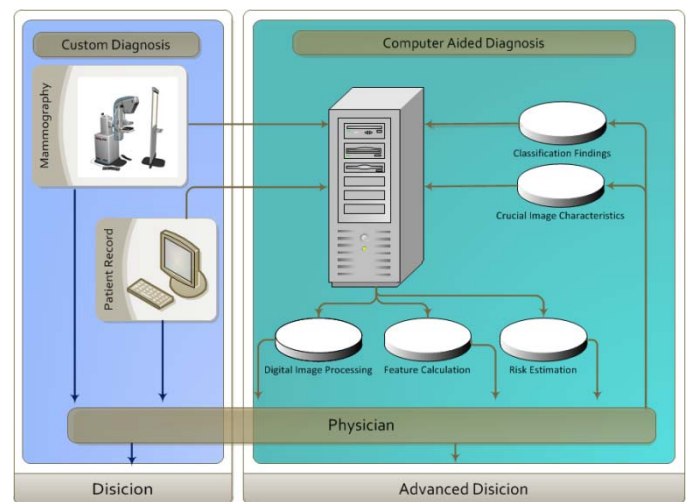 Custom Diagnosis
Computer Aided Diagnosis
Mammography
Patient Record
Classification Findings
Crucial Image Characteristics
Digital Image Processing
Feature Calculation
Risk Estimation
Physician
Disicion
Advanced Disicion